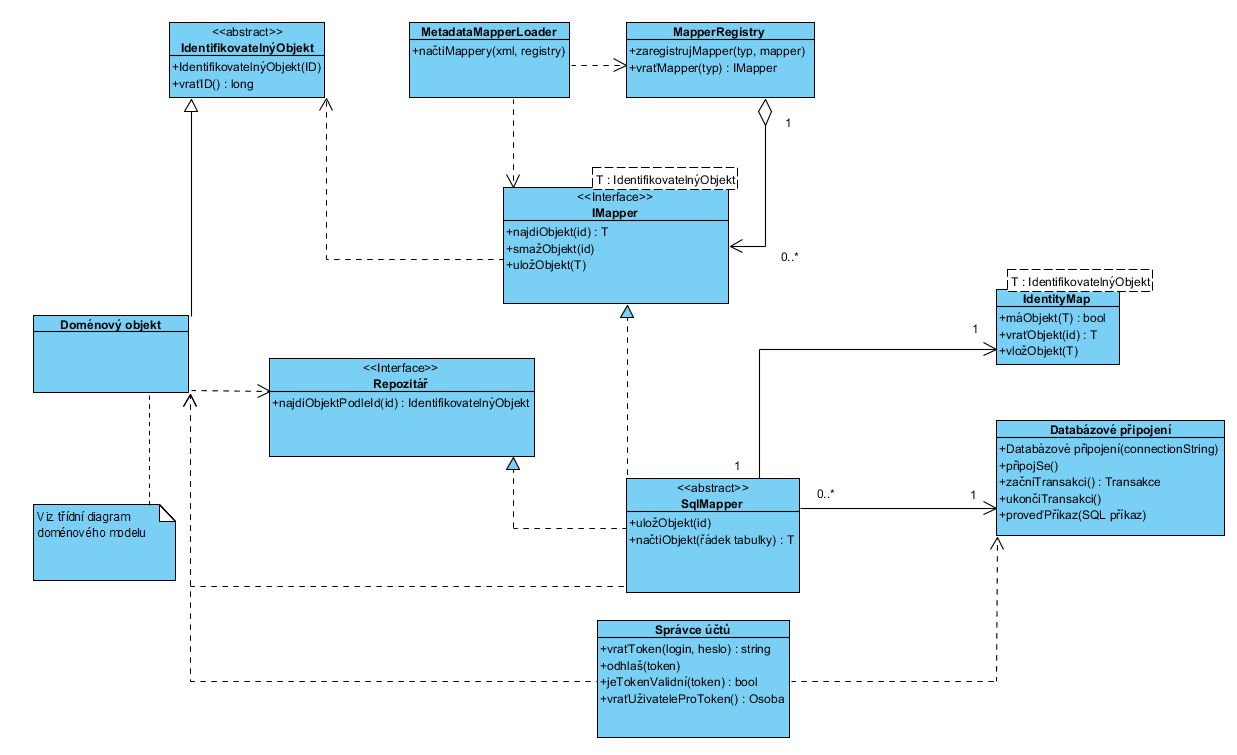 <<abstract>>
IdentifikovatelnýObjekt
+IdentifikovatelnýObjekt(ID)
+vraťID() : long
MetadataMapperLoader
+načtiMappery(xml, registry)
MapperRegistry
+zaregistrujMapper(typ, mapper)
+vraťMapper(typ) : IMapper
1
0..*
T : IdentifikovatelnýObjekt
<<Interface>>
IMapper
+najdiObjekt(id) : T
+smažObjekt(id)
+uložObjekt(T)
T : IdentifikovatelnýObjekt
IdentityMap
+máObjekt(T) : bool
+vraťObjekt(id) : T
+vložObjekt(T)
1
Doménový objekt
<<Interface>>
Repozitář
+najdiObjektPodleId(id) : IdentifikovatelnýObjekt
Databázové připojení
+Databázové připojení(connectionString)
+připojSe()
+začniTransakci() : Transakce
+ukončiTransakci()
+proveďPříkaz(SQL příkaz)
1
0..*
1
<<abstract>>
SqlMapper
+uložObjekt(id)
+načtiObjekt(řádek tabulky) : T
Viz třídní diagram
doménového modelu
Správce účtů
+vraťToken(login, heslo) : string
+odhlaš(token)
+jeTokenValidní(token) : bool
+vraťUživateleProToken() : Osoba